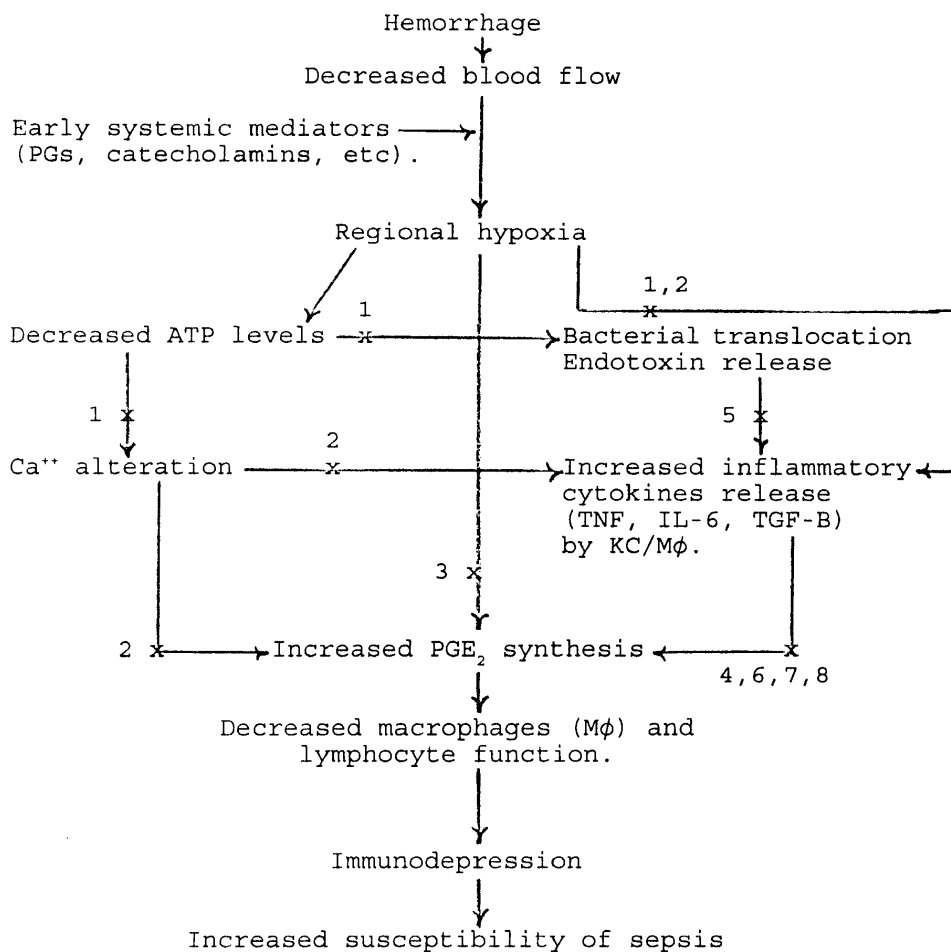 Hemorrhage
Decreased blood flow
Early systemic mediators
(PGs, catecholamins, etc).
Regional hypoxia
1,2
1
Decreased ATP levels
Bacterial translocation
Endotoxin release
1
5
2
Ca++ alteration
Increased inflammatory
cytokines release
(TNF, IL-6, TGF-B)
by KC/Mϕ.
3
2
Increased PGE2 synthesis
4,6,7,8
Decreased macrophages (Mϕ) and
lymphocyte function.
Immunodepression
Increased susceptibility of sepsis